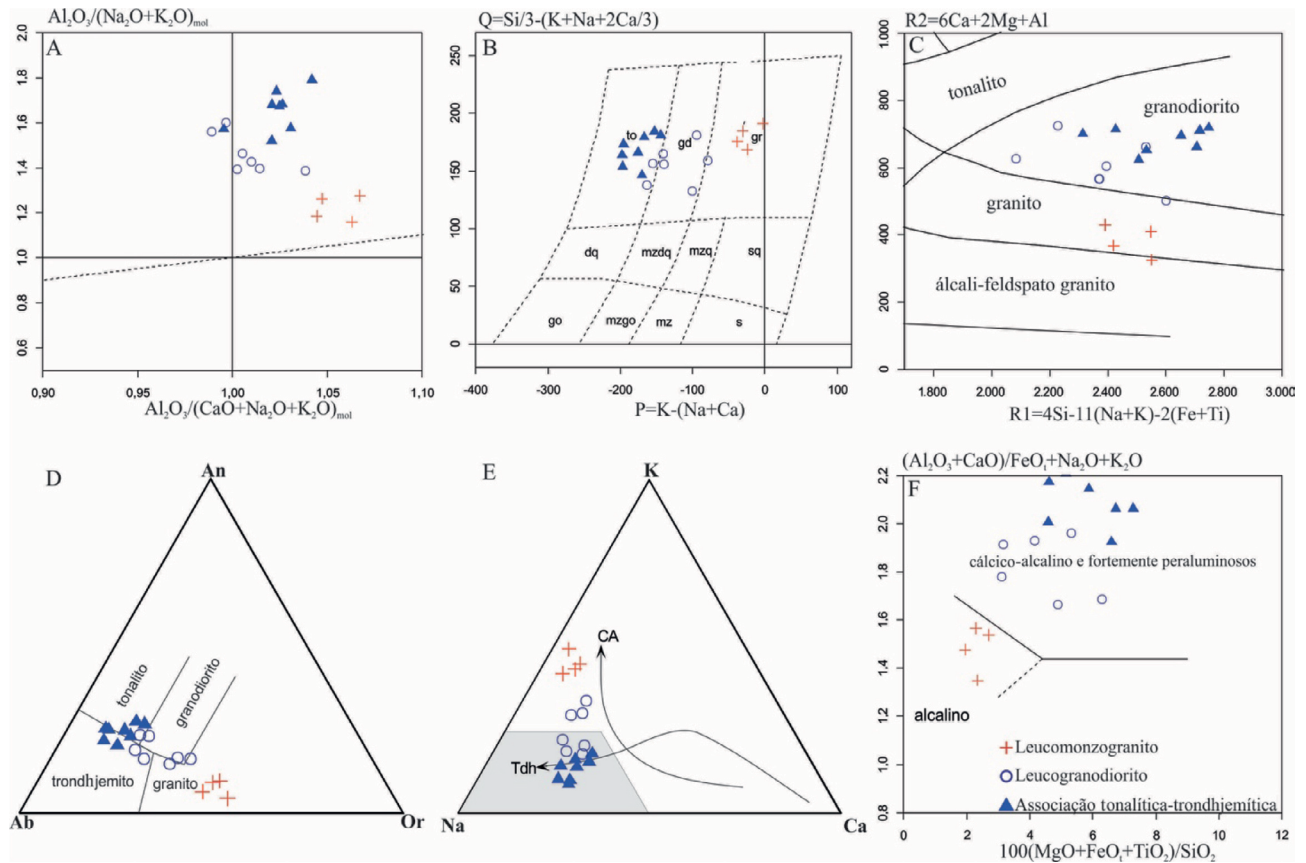 Al₂O₃/(Na₂O+K₂O)mol
A
2.0
1.8
1.6
1.4
1.2
1.0
0.8
0.6
0,90
0,95
1,00
1,05
1,10
Al₂O₃/(CaO+Na₂O+K₂O)mol
Q=Si/3-(K+Na+2Ca/3)
B
250
200
150
100
50
0
to
gd
gr
dq
mzdq
mzq
sq
go
mzgo
mz
s
-400
-300
-200
-100
0
100
P=K-(Na+Ca)
R2=6Ca+2Mg+Al
C
1.000
800
600
400
200
0
tonalito
granodiorito
granito
álcali-feldspato granito
1.800
2.000
2.200
2.400
2.600
2.800
3.000
R1=4Si-11(Na+K)-2(Fe+Ti)
D
An
tonalito
granodiorito
trondhjemito
granito
Ab
Or
E
K
CA
Tdh
Na
Ca
(Al₂O₃+CaO)/FeOt+Na₂O+K₂O
F
2,2
2.0
1.8
1.6
1.4
1.2
1.0
0.8
cálcico-alcalino e fortemente peraluminosos
alcalino
Leucomonzogranito
Leucogranodiorito
Associação tonalítica-trondhjemítica
0
2
4
6
8
10
12
100(MgO+FeOt+TiO₂)/SiO₂